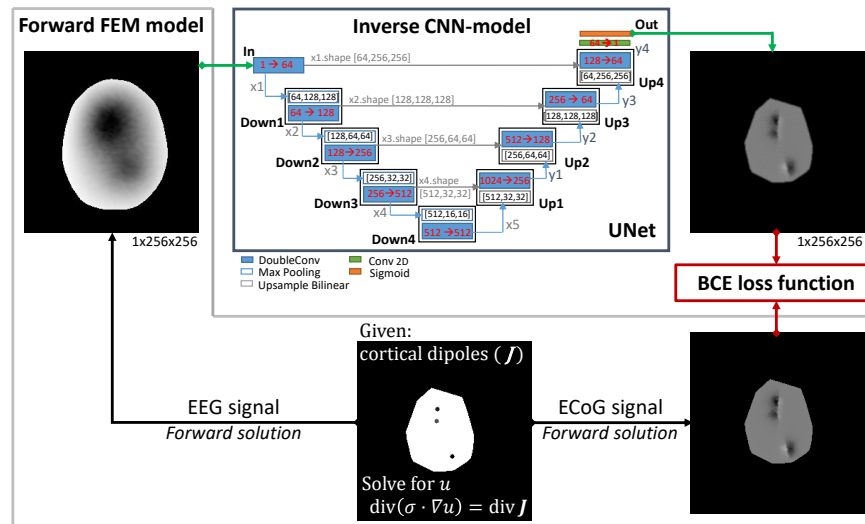 Forward FEM model
Inverse CNN-model
Out
In
64→1
y4
1 → 64
x1.shape [64,256,256]
128→64
[64,256,256]
Up4
x1
[64,128,128]
64 → 128
x2.shape [128,128,128]
256 → 64
[128,128,128]
y3
Up3
Down1
x2
[128,64,64]
128→256
x3.shape [256,64,64]
512→128
[256,64,64]
y2
Up2
Down2
x3
[256,32,32]
256→512
x4.shape
[512,32,32]
1024→256
[512,32,32]
y1
Up1
Down3
x4
[512,16,16]
512 →512
x5
Down4
UNet
1x256x256
1x256x256
DoubleConv
Max Pooling
Upsample Bilinear
Conv 2D
Sigmoid
BCE loss function
Given:
cortical dipoles (J)
EEG signal
Forward solution
ECoG signal
Forward solution
Solve for u
div(σ · ∇u) = div J